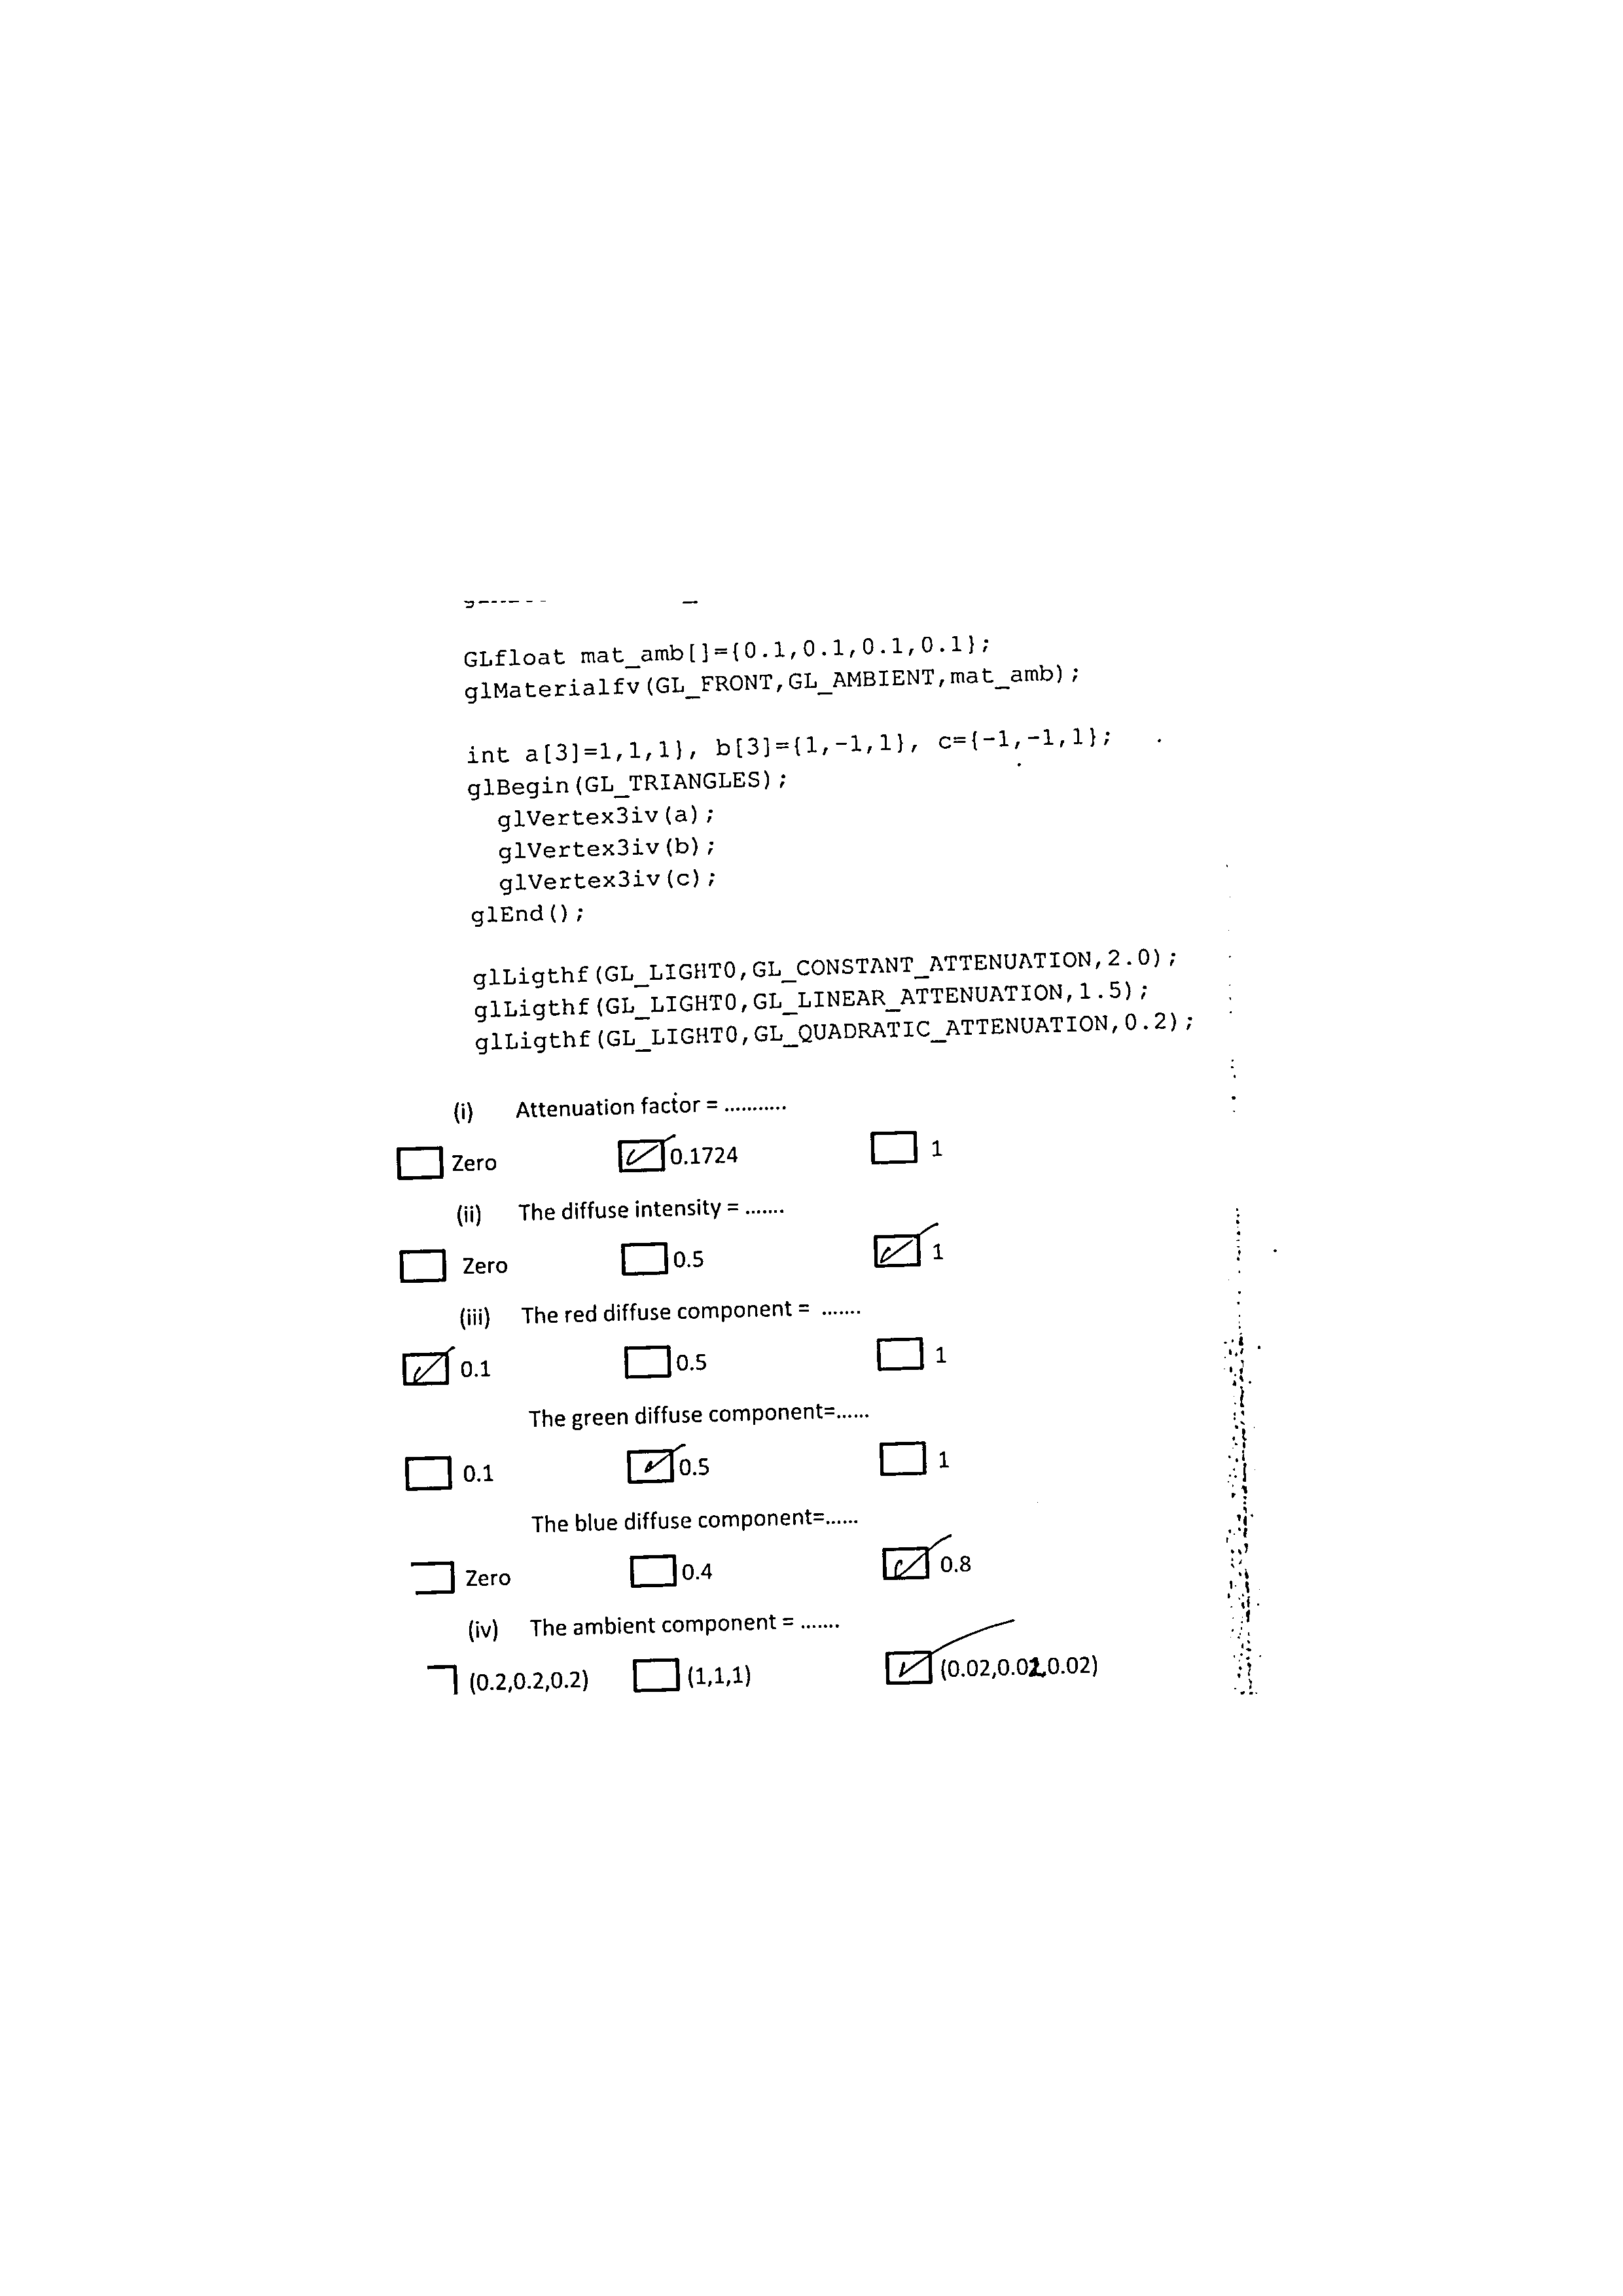 GLfloat mat_amb[]={0.1,0.1,0.1,0.1};
glMaterialfv(GL_FRONT,GL_AMBIENT,mat_amb);
int a[3]=1,1,1}, b[3]={1,-1,1}, c={-1,-1,1};
glBegin(GL_TRIANGLES);
glVertex3iv(a);
glVertex3iv(b);
glVertex3iv(c);
glEnd();
glLigthf(GL_LIGHT0,GL_CONSTANT_ATTENUATION,2.0);
glLigthf(GL_LIGHT0,GL_LINEAR_ATTENUATION,1.5);
glLigthf(GL_LIGHT0,GL_QUADRATIC_ATTENUATION,0.2);
(i) Attenuation factor = ...........
Zero 0.1724 1
(ii) The diffuse intensity = .......
Zero 0.5 1
(iii) The red diffuse component = .......
0.1 0.5 1
The green diffuse component=......
0.1 0.5 1
The blue diffuse component=......
Zero 0.4 0.8
(iv) The ambient component = .......
(0.2,0.2,0.2) (1,1,1) (0.02,0.02,0.02)